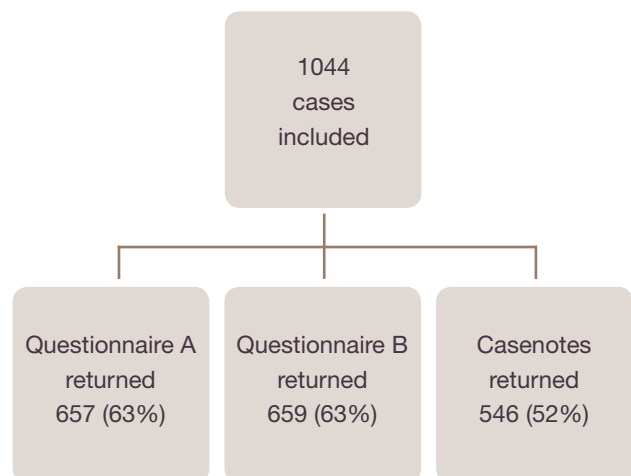 1044
cases
included
Questionnaire A
returned
657 (63%)
Questionnaire B
returned
659 (63%)
Casenotes
returned
546 (52%)